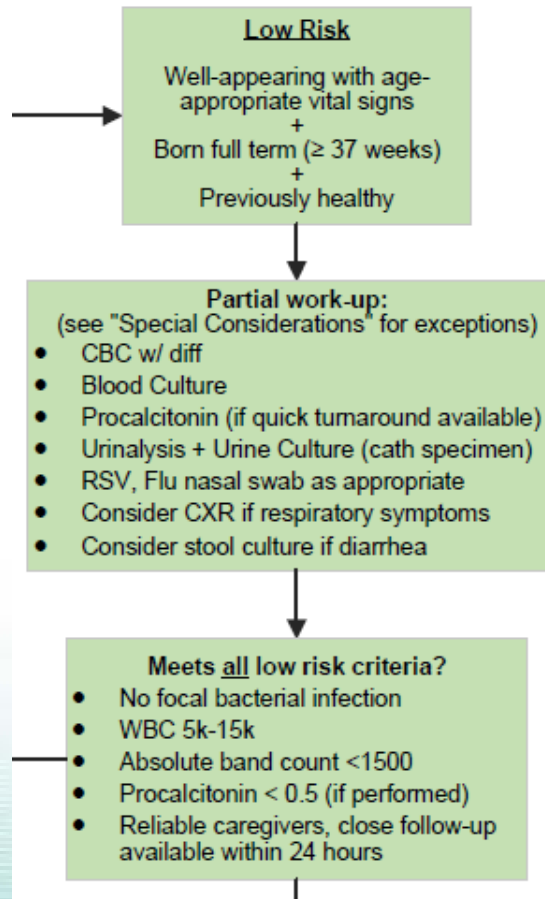 Low Risk
Well-appearing with age-
appropriate vital signs
+
Born full term (≥ 37 weeks)
+
Previously healthy
Partial work-up:
(see "Special Considerations" for exceptions)
• CBC w/ diff
• Blood Culture
• Procalcitonin (if quick turnaround available)
• Urinalysis + Urine Culture (cath specimen)
• RSV, Flu nasal swab as appropriate
• Consider CXR if respiratory symptoms
• Consider stool culture if diarrhea
Meets all low risk criteria?
• No focal bacterial infection
• WBC 5k-15k
• Absolute band count <1500
• Procalcitonin < 0.5 (if performed)
• Reliable caregivers, close follow-up
available within 24 hours